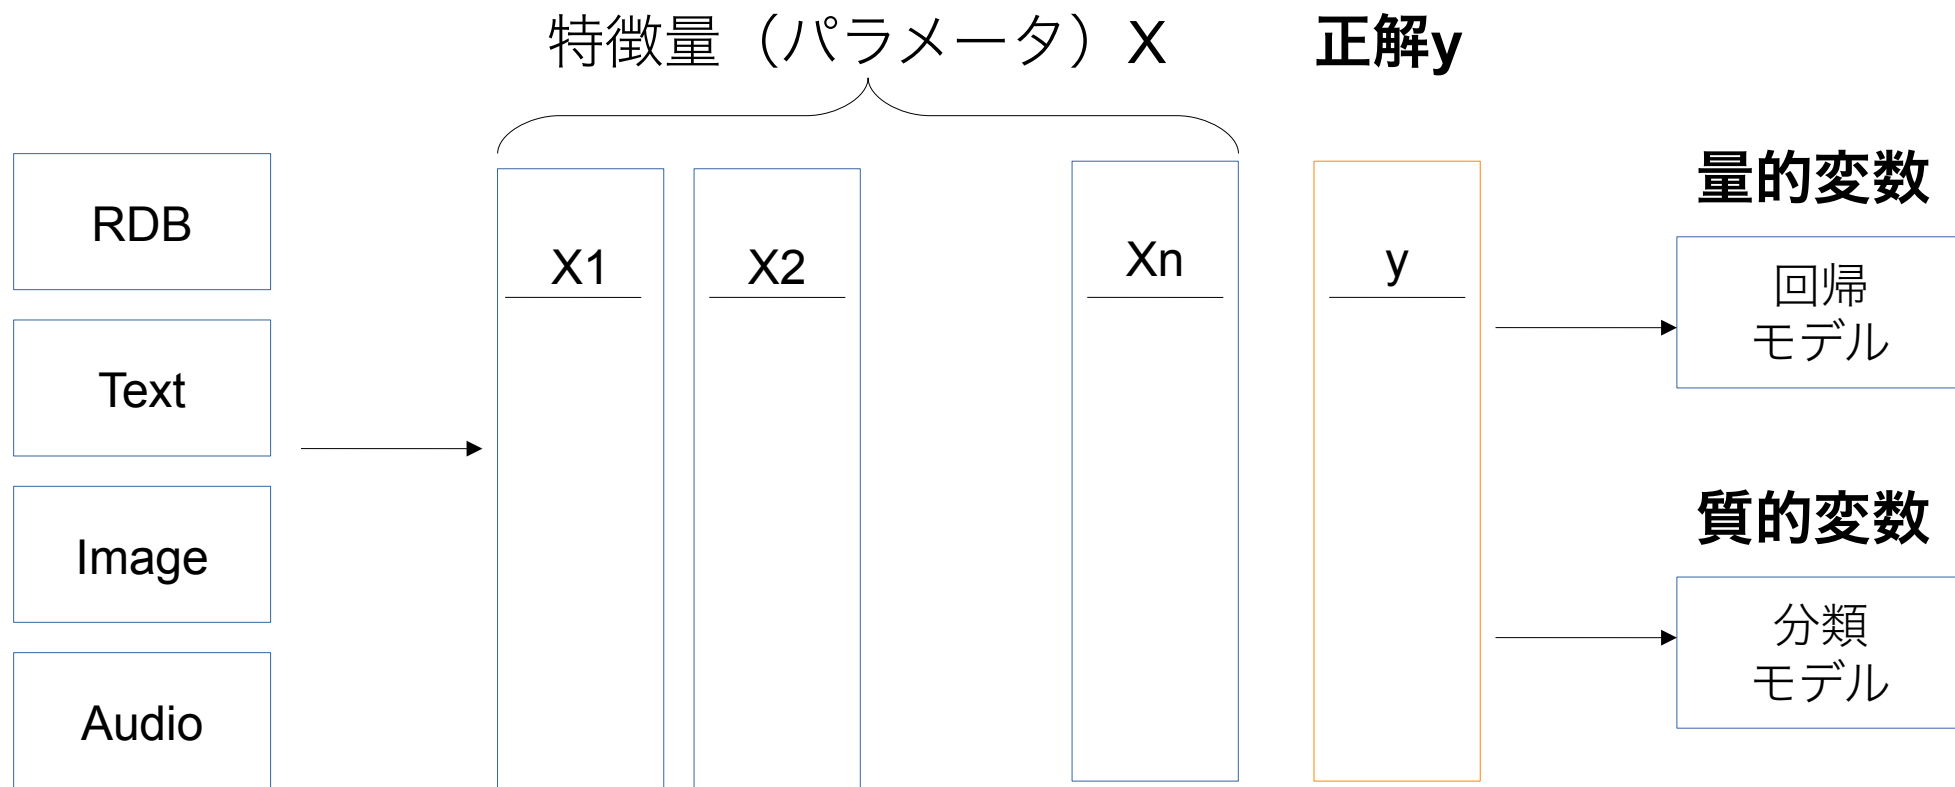 特徴量（パラメータ）X
正解y
RDB
Text
Image
Audio
X1
X2
Xn
y
量的変数
回帰
モデル
質的変数
分類
モデル